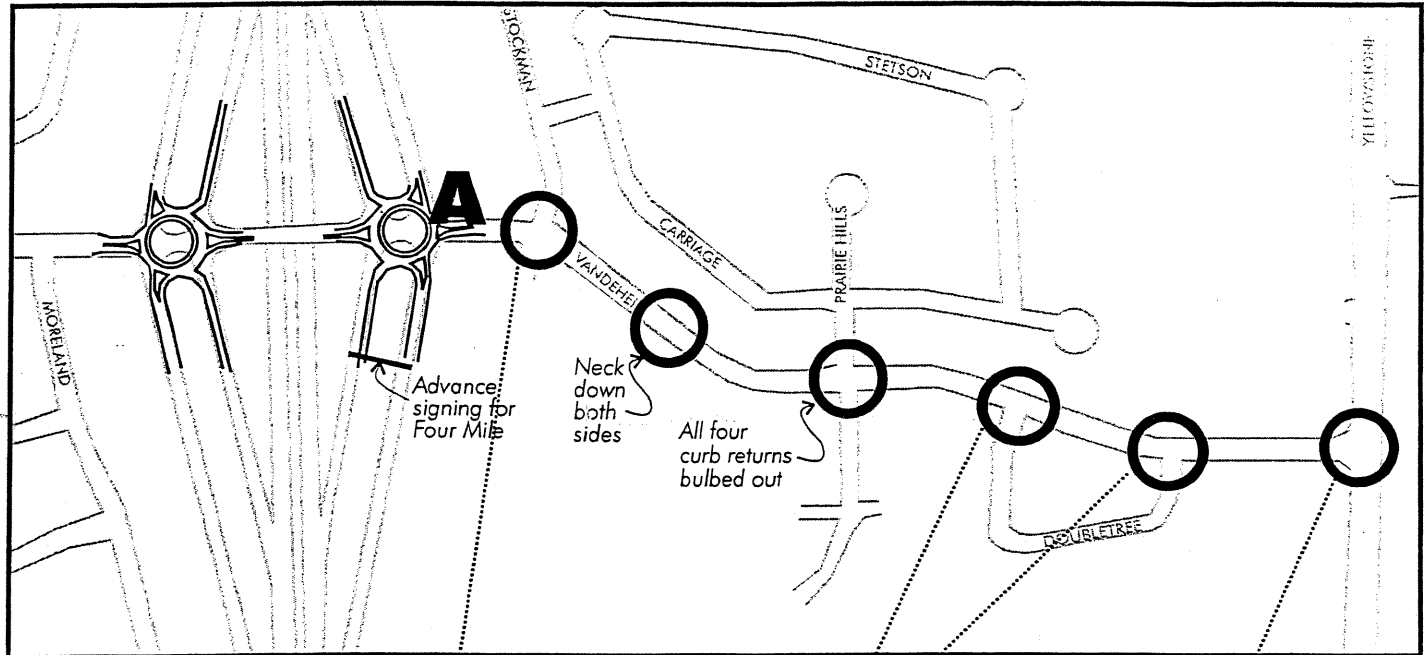 STOCKMAN
STETSON
YELLOWSTONE
A
CARRIAGE
PRAIRIE HILLS
VANDEHEI
MORELAND
Advance
signing for
Four Mile
Neck
down
both
sides
All four
curb returns
bulbed out
DOUBLETREE